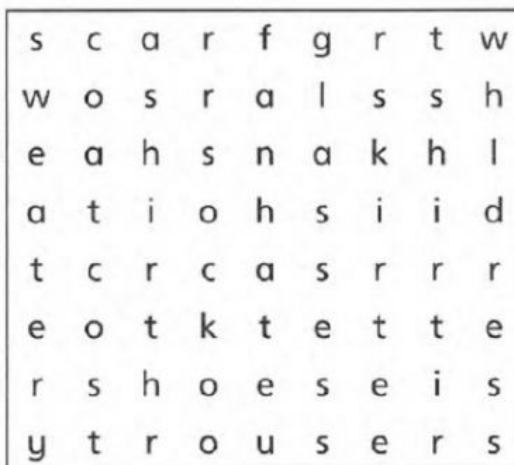 s c a r f g r t w
w o s r a l s s h
e a h s n a k h l
a t i o h s i i d
t c r c a s r r r
e o t k t e t t e
r s h o e s e i s
y t r o u s e r s